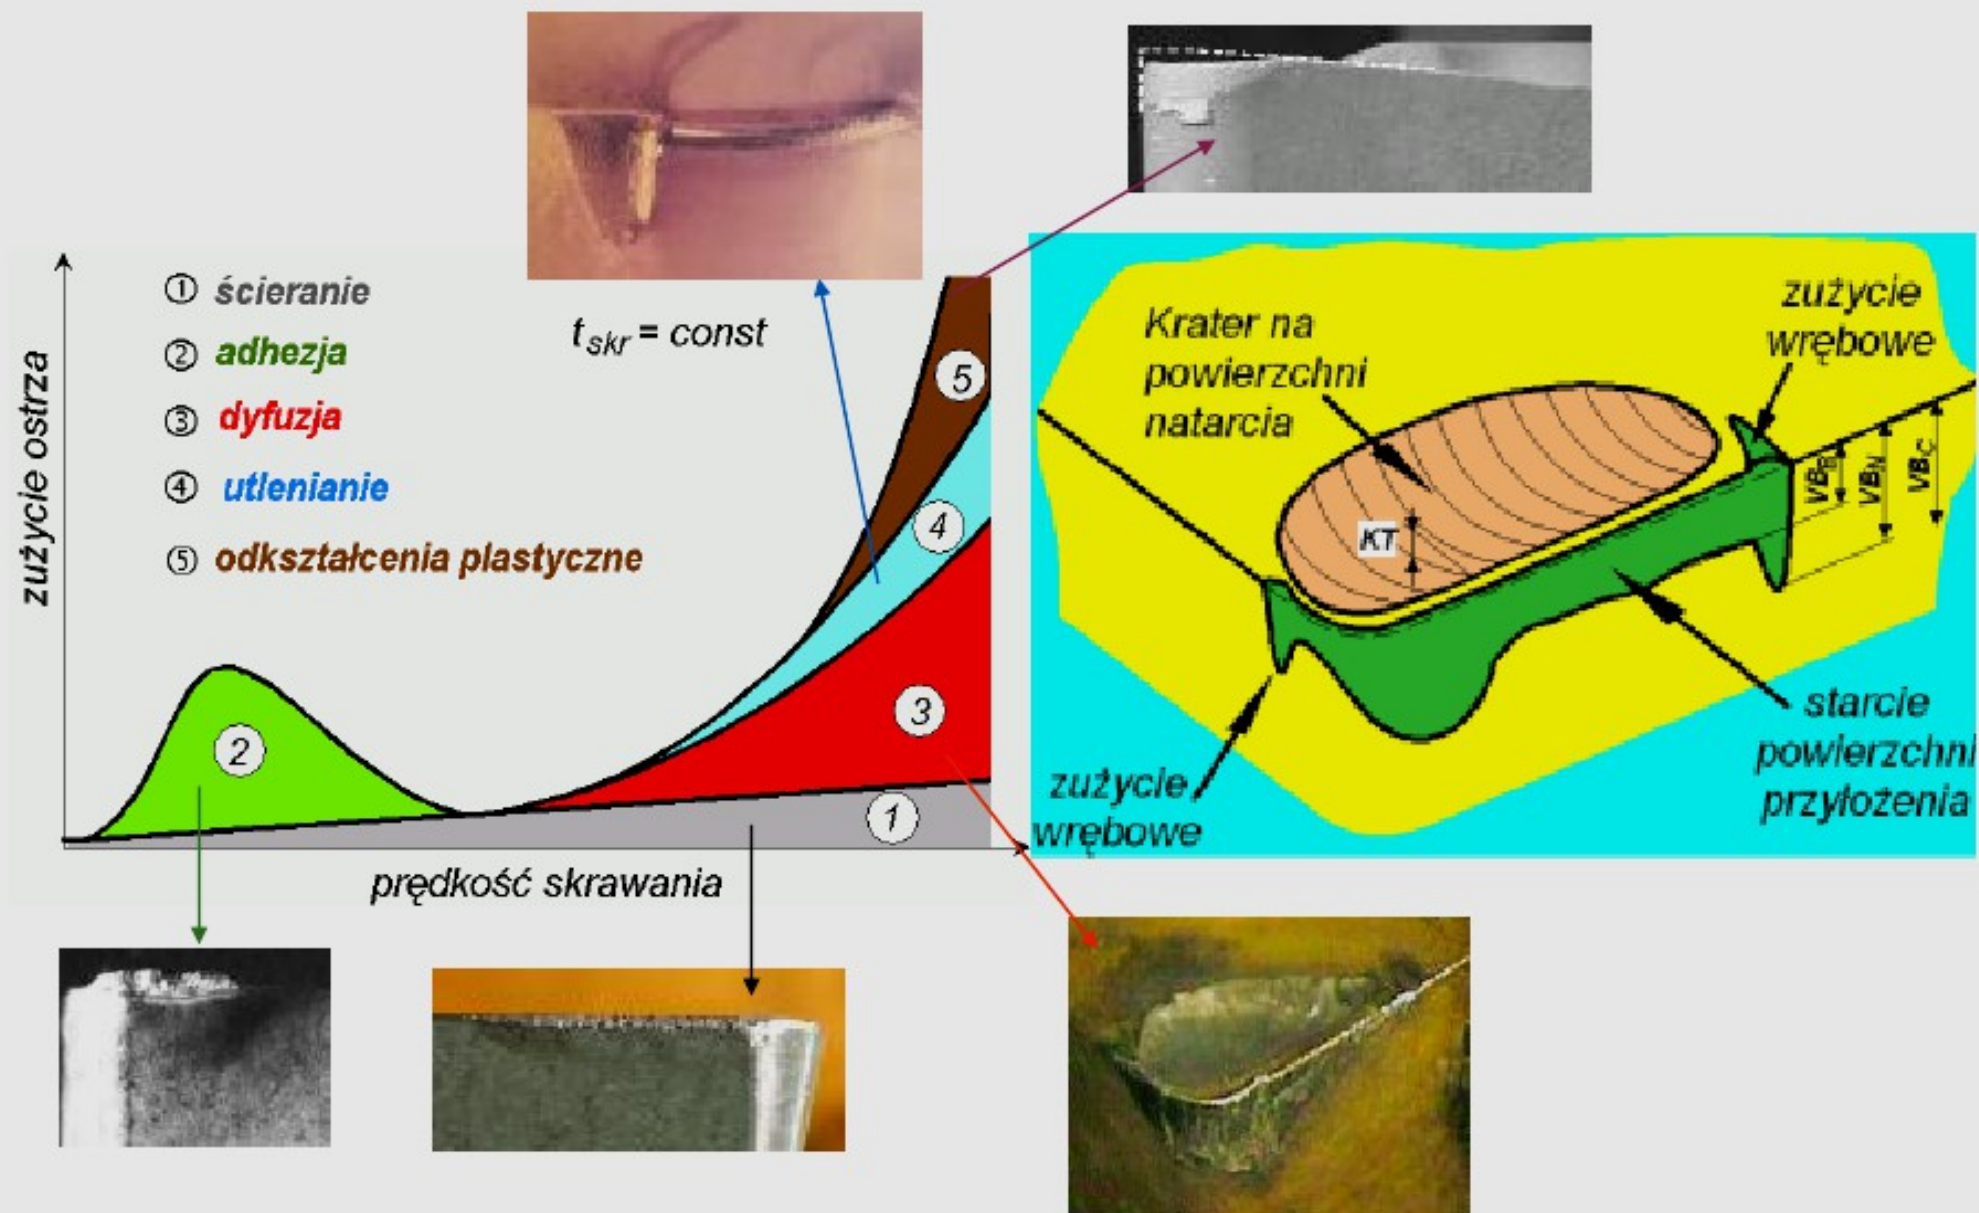 ① ścieranie
② adhezja
③ dyfuzja
④ utlenianie
⑤ odkształcenia plastyczne
t skr = const
zużycie ostrza
prędkość skrawania
1
2
3
4
5
Krater na
powierzchni
natarcia
zużycie
wrębowe
KT
VB_B
VB_N
VB_C
zużycie
wrębowe
starcie
powierzchni
przyłożenia